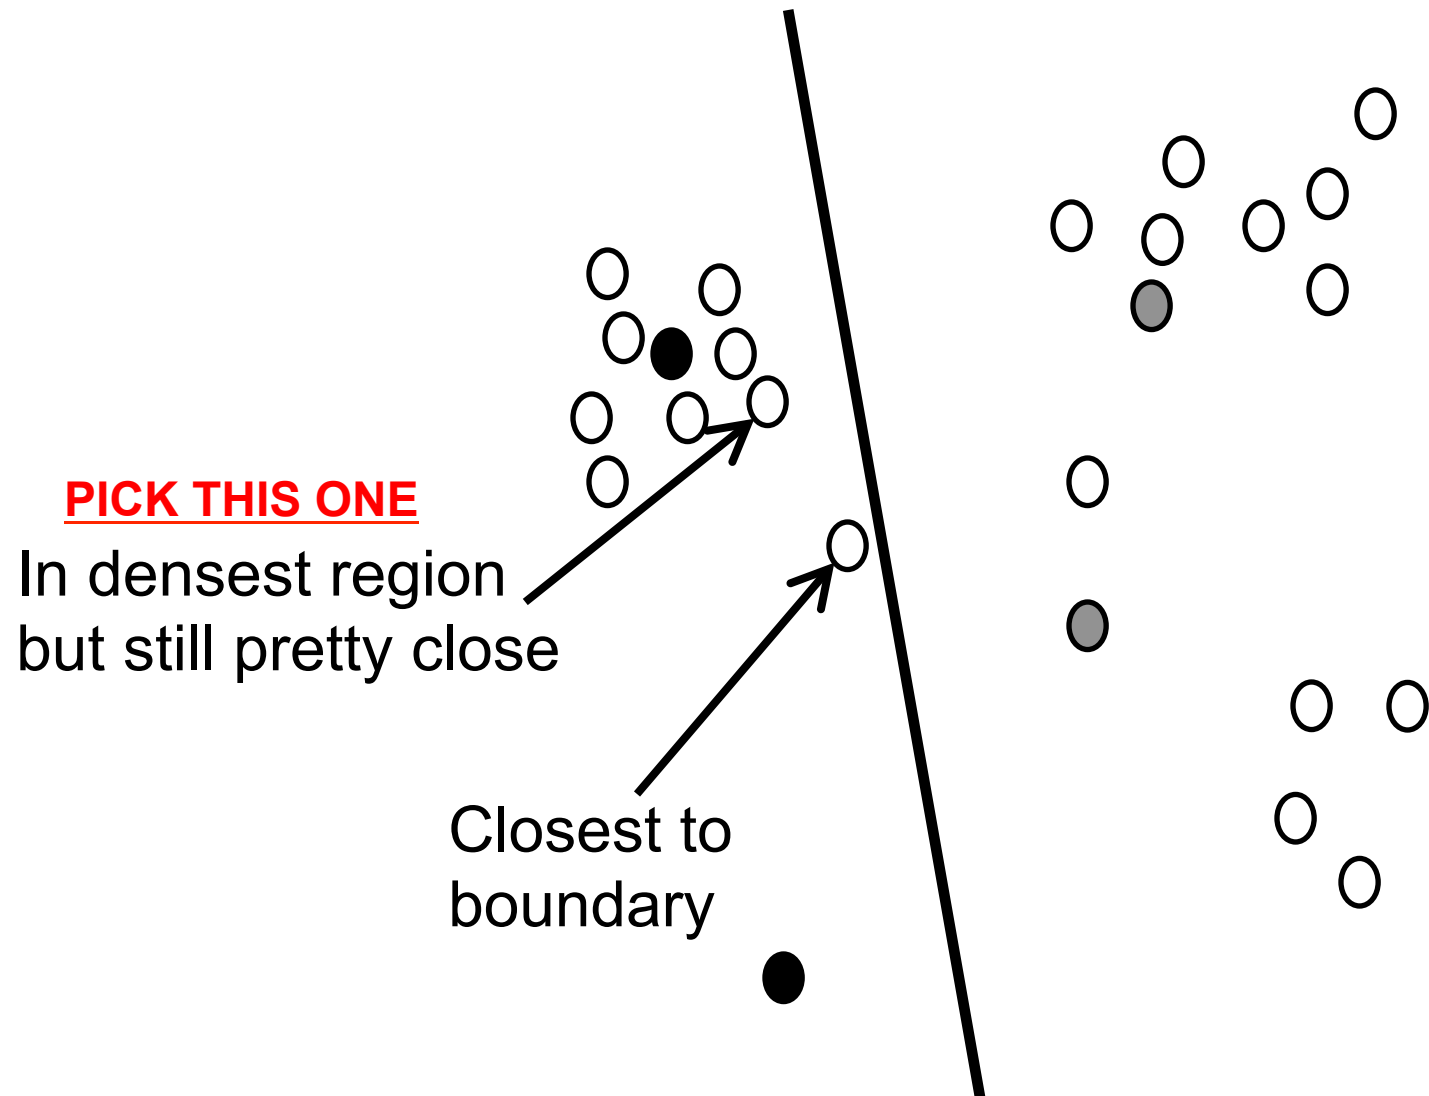 PICK THIS ONE
In densest region
but still pretty close
Closest to
boundary